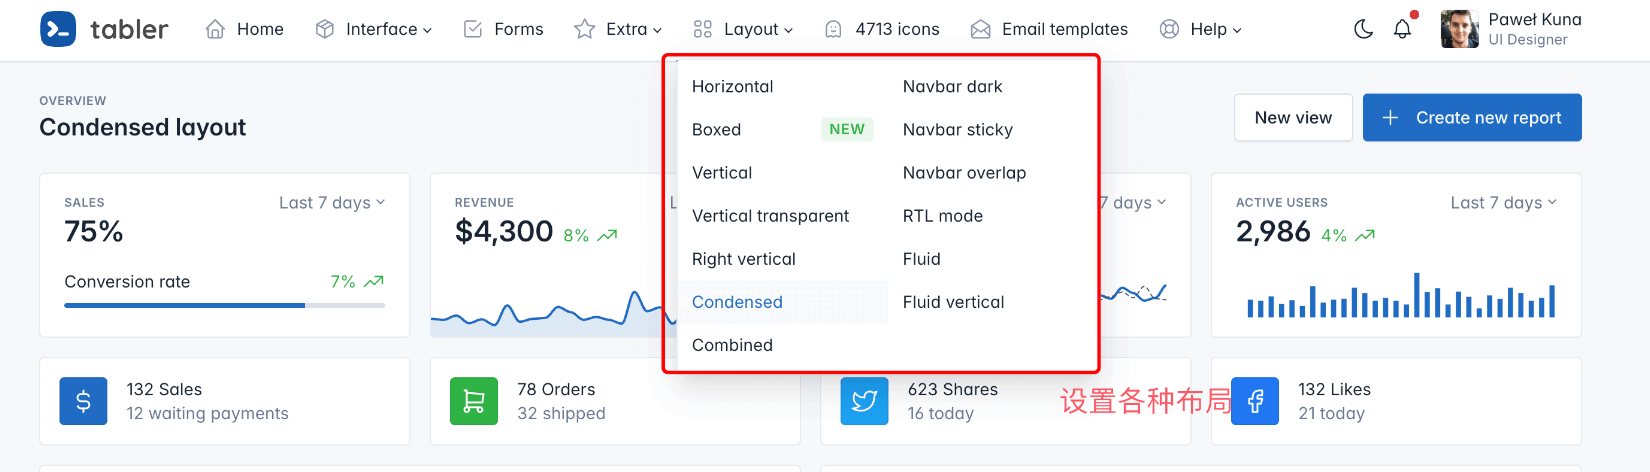 tabler Home Interface Forms Extra Layout 4713 icons Email templates Help Paweł Kuna
UI Designer
OVERVIEW
Condensed layout
New view
Create new report
Horizontal
Boxed NEW
Vertical
Vertical transparent
Right vertical
Condensed
Combined
Navbar dark
Navbar sticky
Navbar overlap
RTL mode
Fluid
Fluid vertical
SALES Last 7 days
75%
Conversion rate 7%
REVENUE
$4,300 8%
7 days
ACTIVE USERS Last 7 days
2,986 4%
132 Sales
12 waiting payments
78 Orders
32 shipped
623 Shares
16 today
设置各种布局
132 Likes
21 today